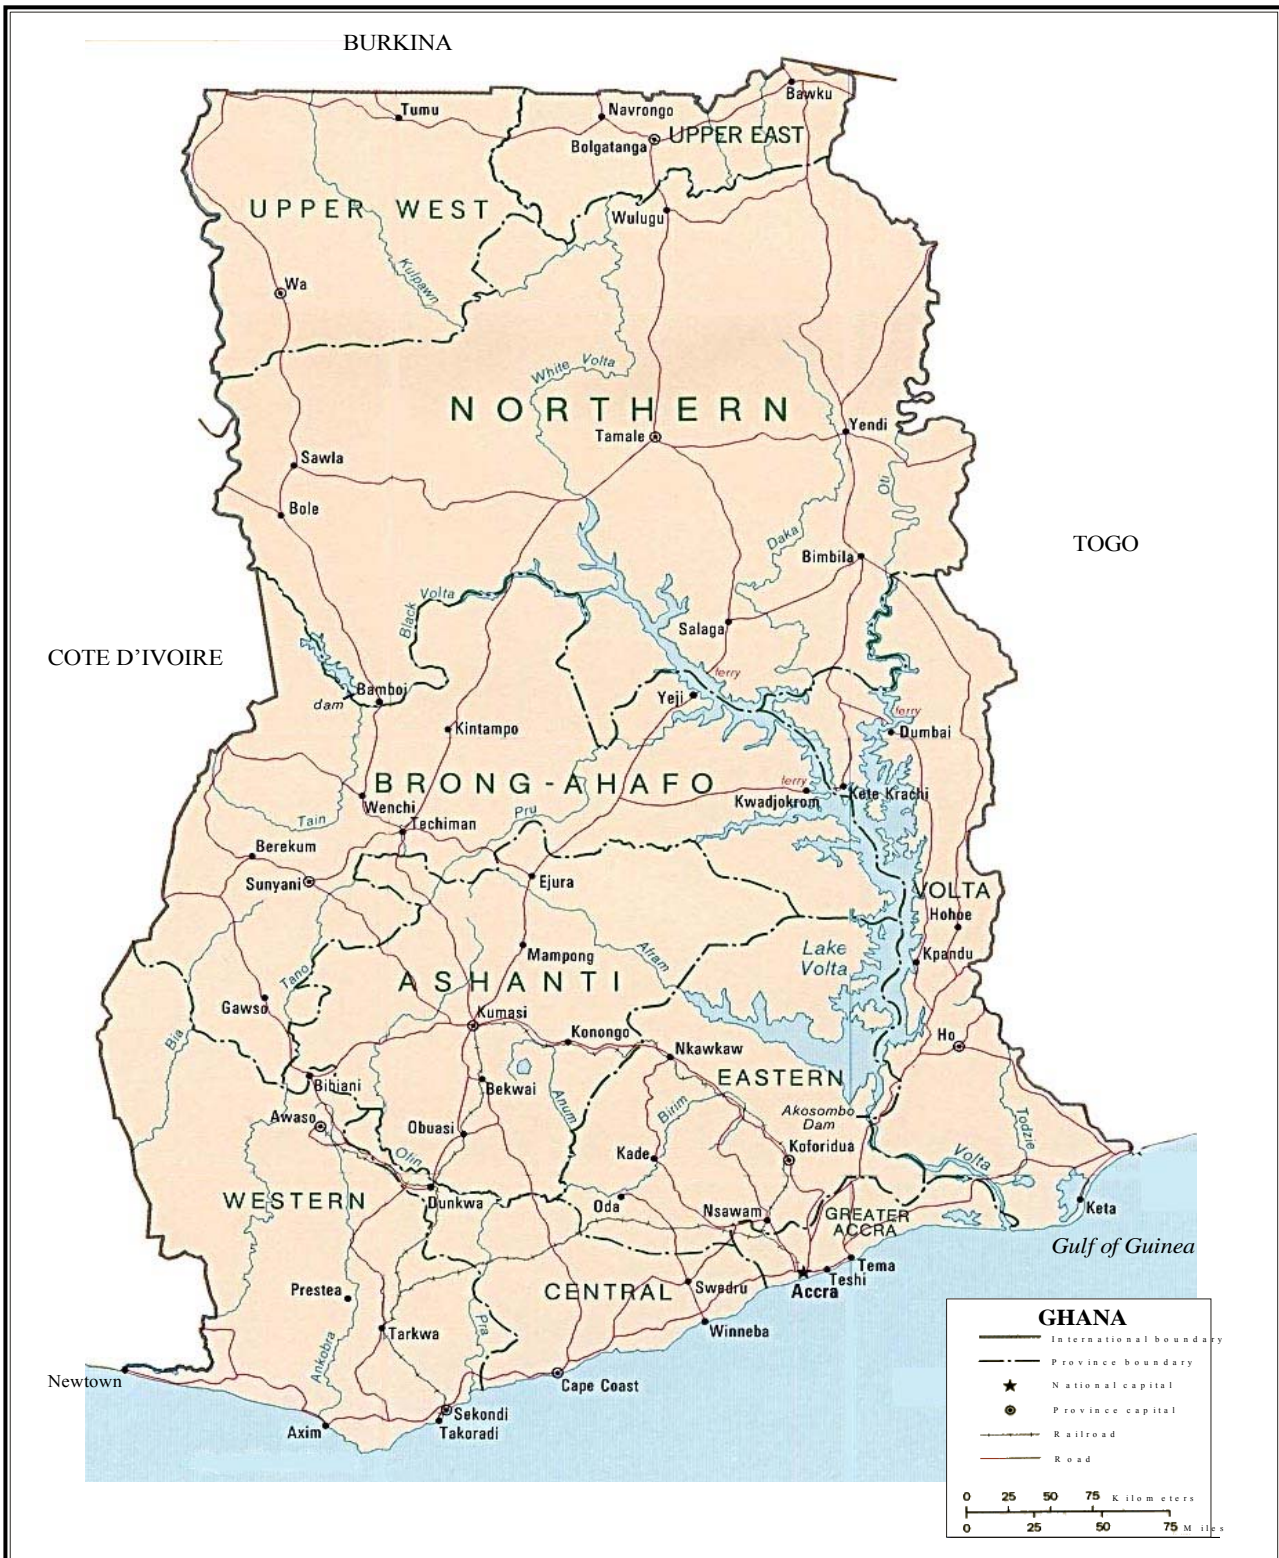 BURKINA
Bawku
Tumu
Navrongo
Bolgatanga
UPPER EAST
UPPER WEST
Wulugu
Kulpawn
Wa
White Volta
NORTHERN
Tamale
Yendi
Sawla
Oti
Bole
Daka
TOGO
Bimbila
Black
Volta
Salaga
COTE D'IVOIRE
ferry
Bamboi
Yeji
dam
ferry
Dumbai
Kintampo
BRONG-AHAFO
ferry
Kwadjokrom
Kete Krachi
Wenchi
Pru
Tain
Techiman
Berekum
Sunyani
Ejura
VOLTA
Hohoe
Mampong
Afram
Lake
Volta
Kpandu
Tano
ASHANTI
Gawso
Kumasi
Bia
Konongo
Ho
Nkawkaw
Bibiani
Bekwai
EASTERN
Anum
Birim
Akosombo
Dam
Awaso
Obuasi
Todzie
Kade
Koforidua
Ofin
Volta
WESTERN
Dunkwa
Oda
Nsawam
GREATER
ACCRA
Keta
Gulf of Guinea
Tema
Teshi
Accra
Prestea
CENTRAL
Swedru
Winneba
Tarkwa
Pra
Ankobra
Newtown
Cape Coast
Sekondi
Takoradi
Axim
GHANA
International boundary
Province boundary
National capital
Province capital
Railroad
Road
0 25 50 75 Kilometers
0 25 50 75 Miles